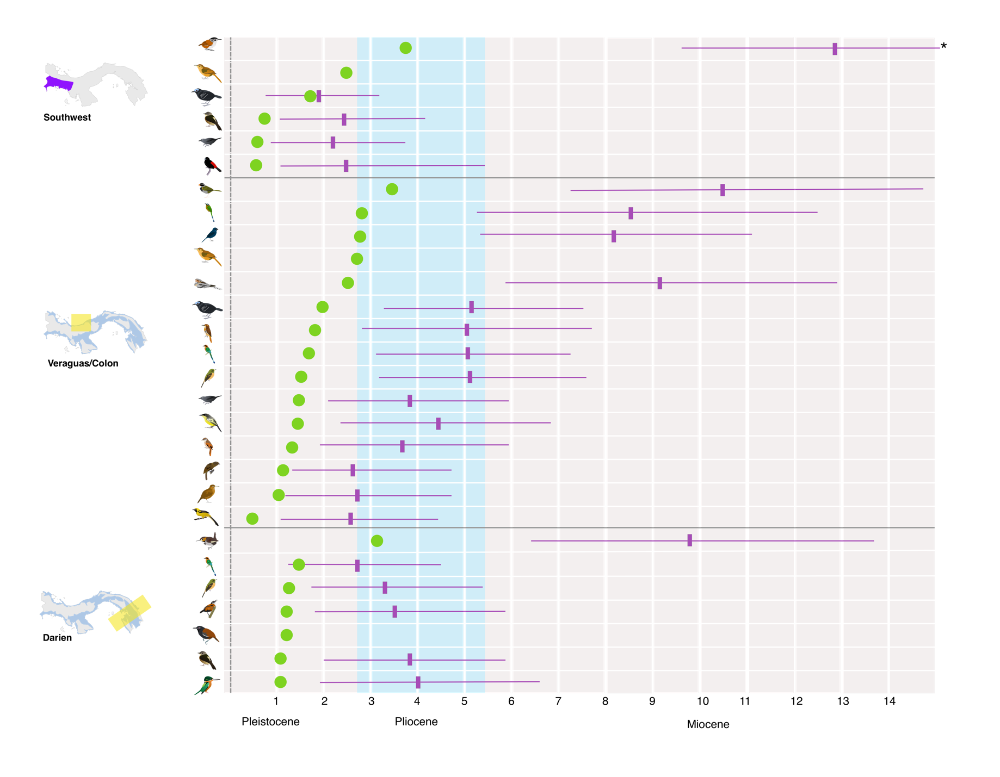 *
Southwest
Veraguas/Colon
Darien
1 2 3 4 5 6 7 8 9 10 11 12 13 14
Pleistocene Pliocene Miocene